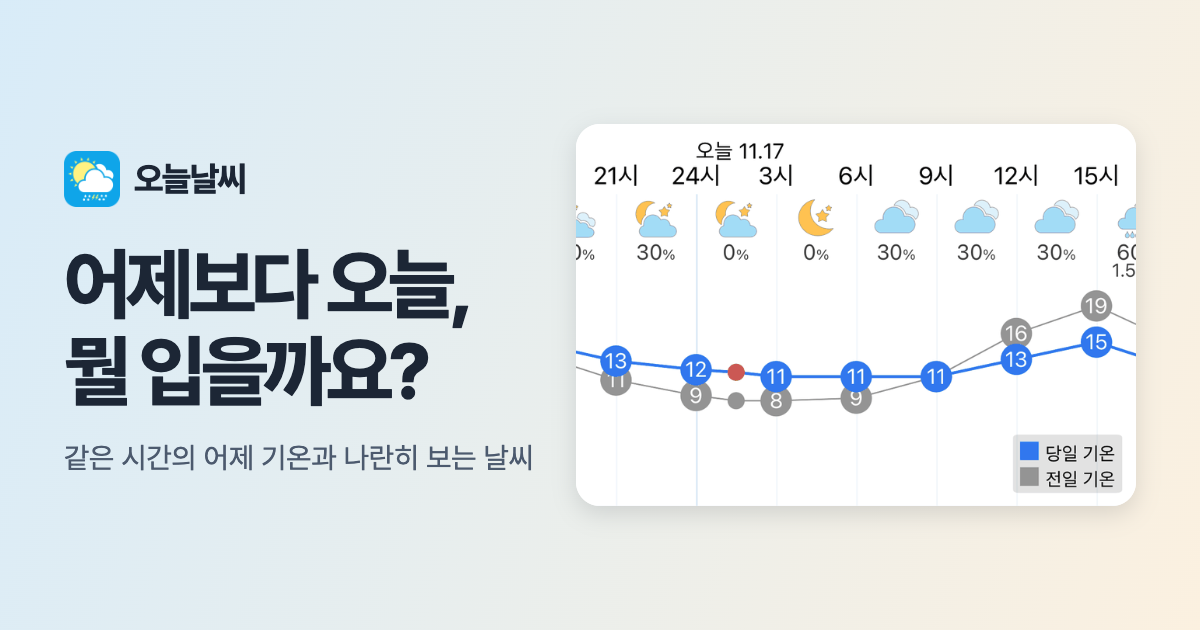 오늘날씨
어제보다 오늘,
뭘 입을까요?
같은 시간의 어제 기온과 나란히 보는 날씨
오늘 11.17
21시 24시 3시 6시 9시 12시 15시
30% 0% 0% 30% 30% 30%
1.5
19
16
13 12 11 11 11 13 15
11 9 8 9
당일 기온
전일 기온